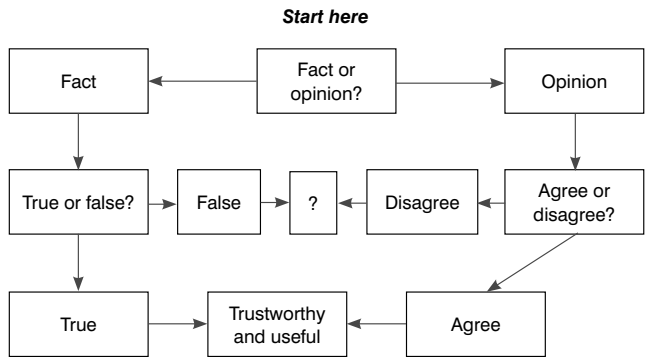 Start here
Fact
Fact or
opinion?
Opinion
True or false?
False
?
Disagree
Agree or
disagree?
True
Trustworthy
and useful
Agree